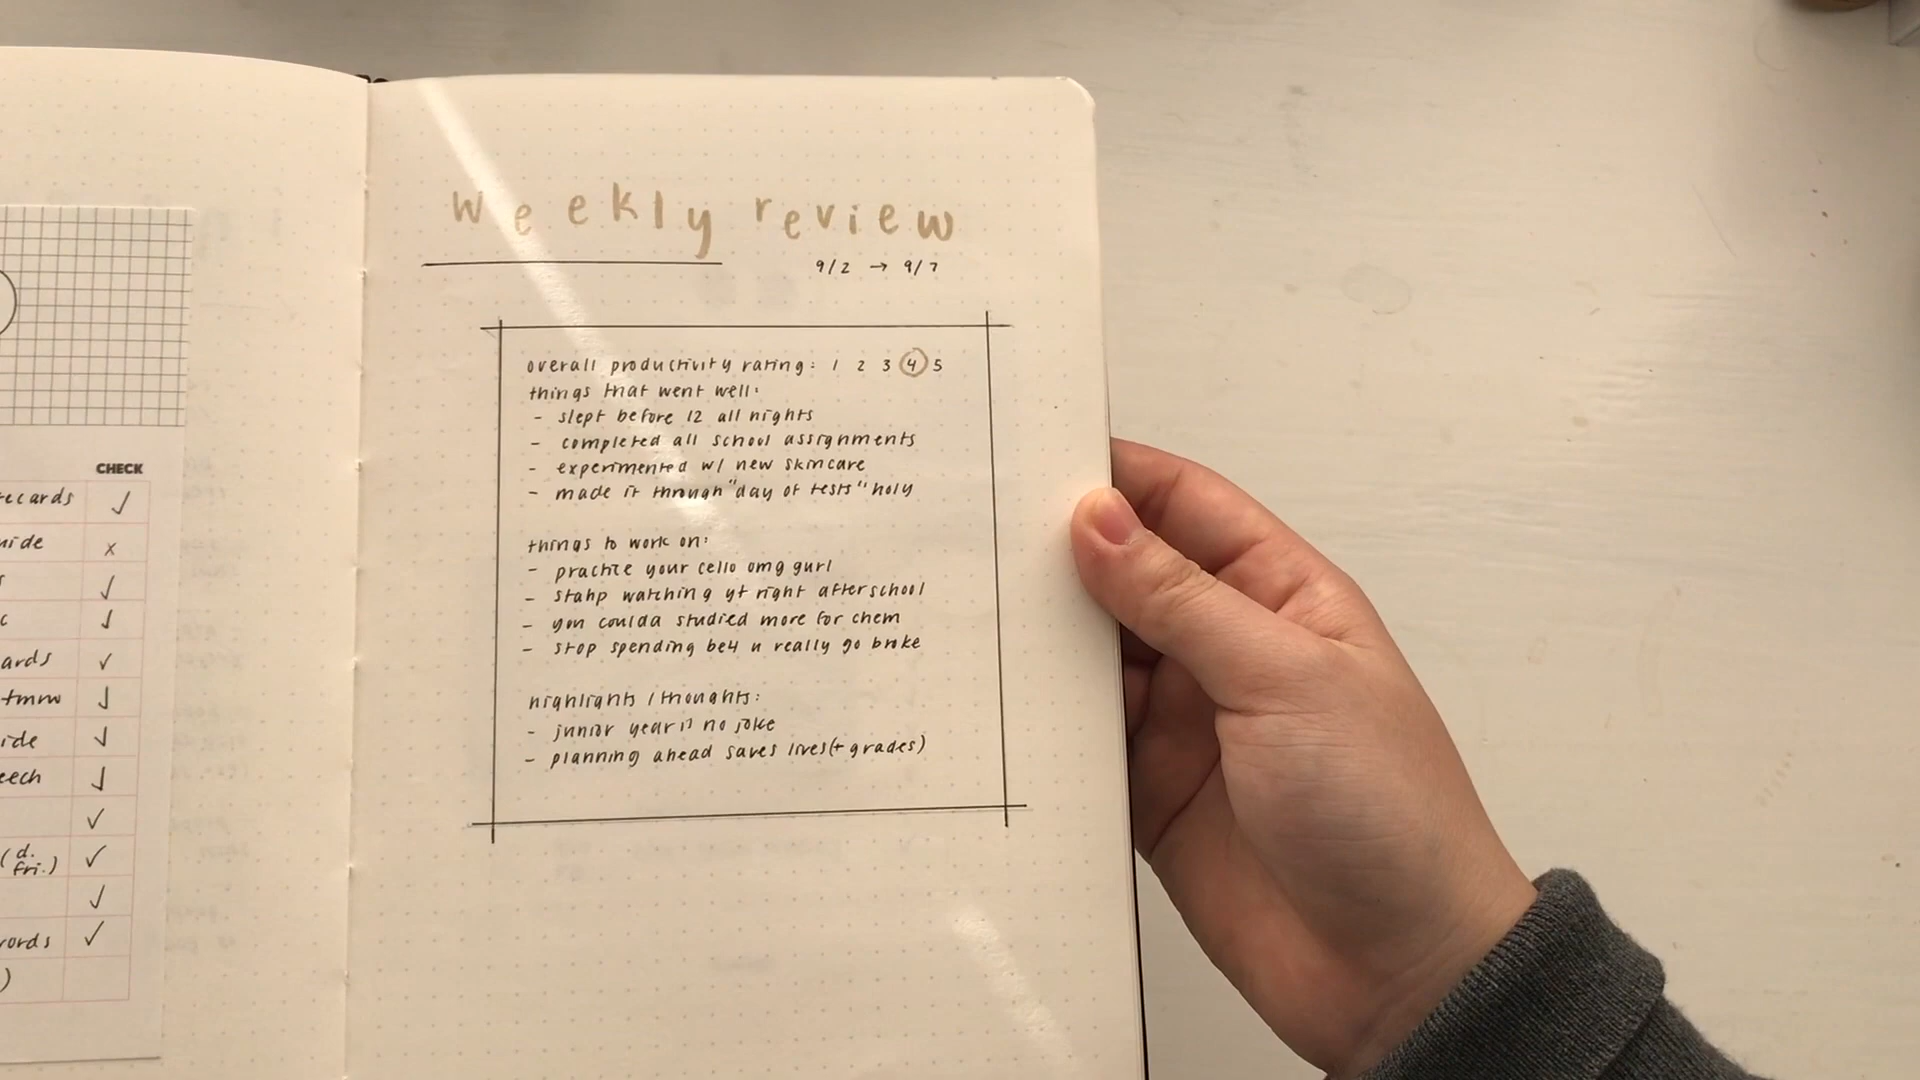 CHECK
ecards ✓
uide x
✓
c ✓
ards ✓
tmrw ✓
ide ✓
eech ✓
✓
(d. fri.) ✓
✓
words ✓
)
weekly review
9/2 → 9/7
overall productivity rating: 1 2 3 4 5
things that went well:
- slept before 12 all nights
- completed all school assignments
- experimented w/ new skincare
- made it through "day of tests" holy
things to work on:
- practice your cello omg gurl
- stahp watching yt right afterschool
- you coulda studied more for chem
- stop spending be4 u really go broke
highlights / thoughts:
- junior year is no joke
- planning ahead saves lives (+ grades)